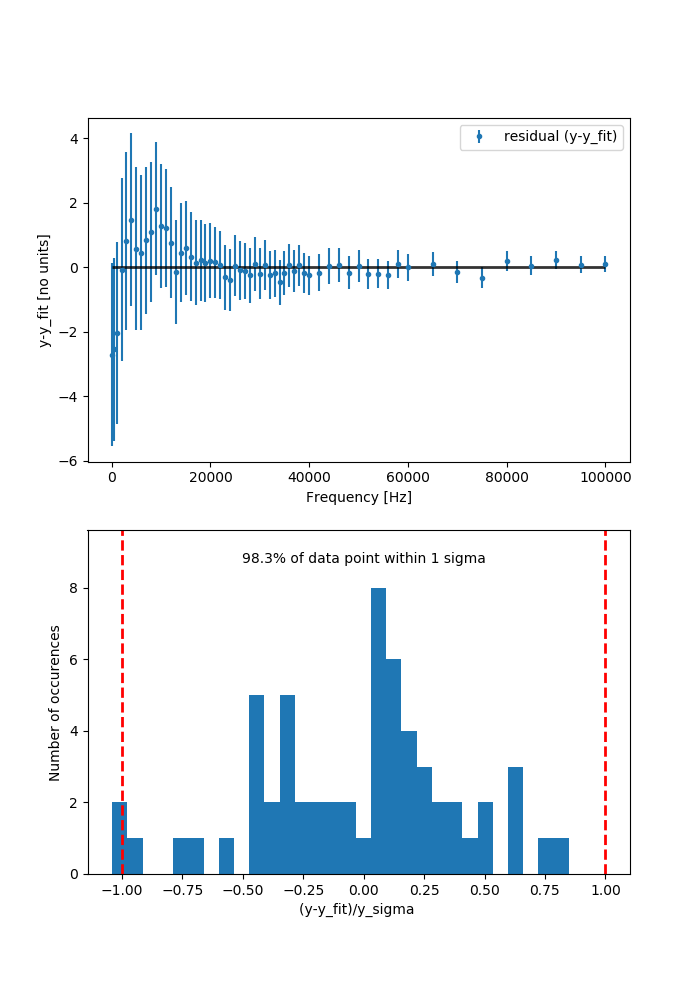 4
2
0
−2
−4
−6
y-y_fit [no units]
residual (y-y_fit)
0 20000 40000 60000 80000 100000
Frequency [Hz]
98.3% of data point within 1 sigma
8
6
4
2
0
Number of occurences
−1.00 −0.75 −0.50 −0.25 0.00 0.25 0.50 0.75 1.00
(y-y_fit)/y_sigma